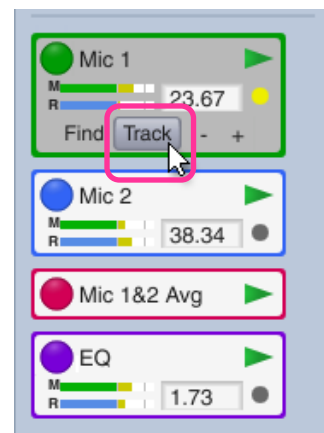 Mic 1
M
R 23.67
Find Track - +
Mic 2
M
R 38.34
Mic 1&2 Avg
EQ
M
R 1.73